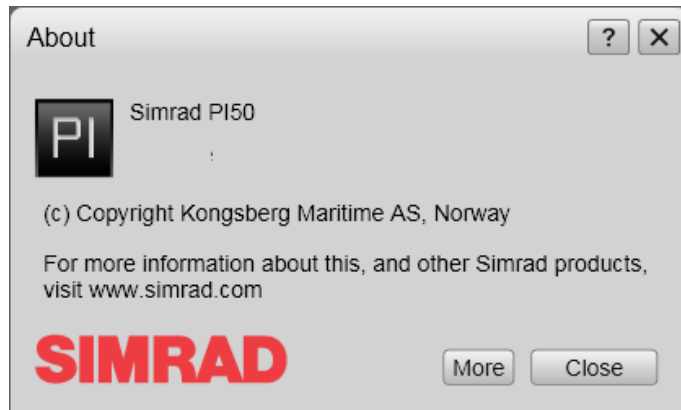 About
?
Simrad PI50
PI
(c) Copyright Kongsberg Maritime AS, Norway
For more information about this, and other Simrad products,
visit www.simrad.com
SIMRAD
More
Close